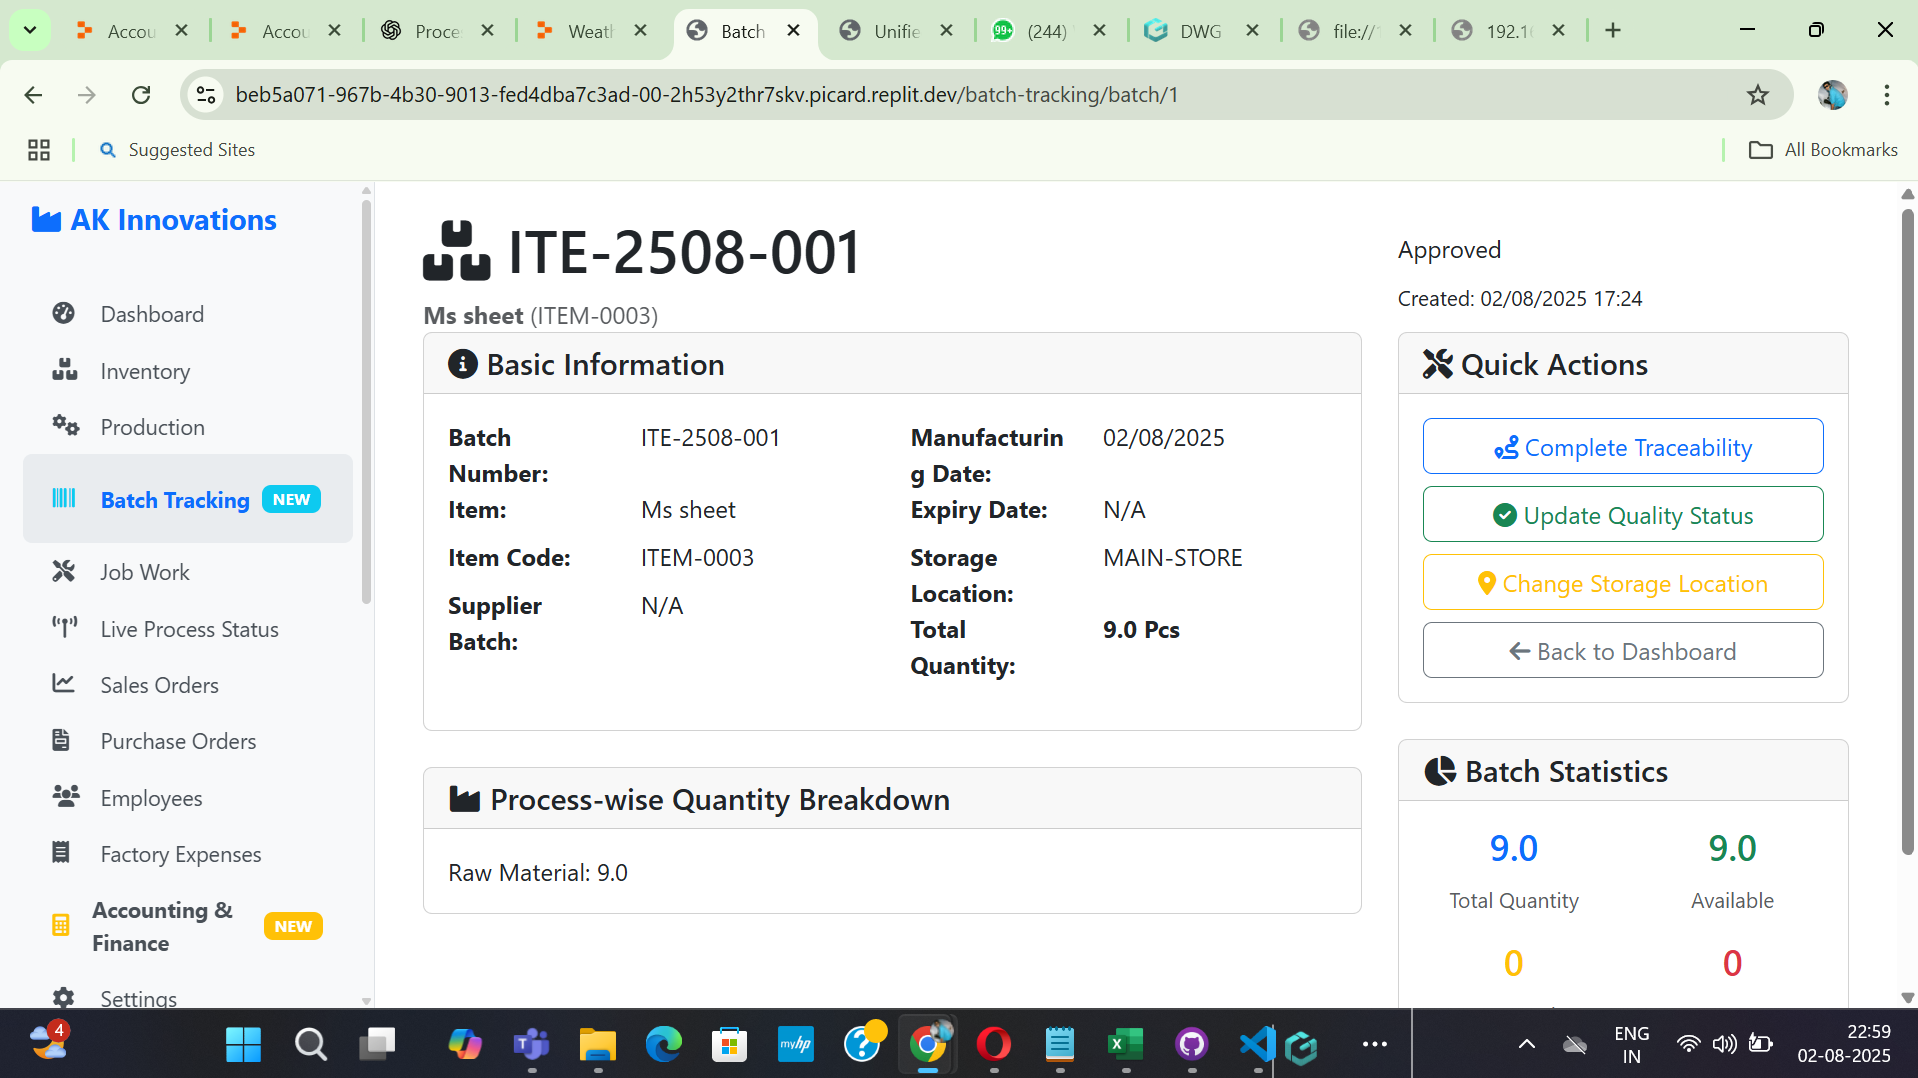 Accou
Accou
Proce
Weath
Batch
Unifie
99+
(244)
DWG
file://
192.1
beb5a071-967b-4b30-9013-fed4dba7c3ad-00-2h53y2thr7skv.picard.replit.dev/batch-tracking/batch/1
Suggested Sites
All Bookmarks
AK Innovations
Dashboard
Inventory
Production
Batch Tracking NEW
Job Work
Live Process Status
Sales Orders
Purchase Orders
Employees
Factory Expenses
Accounting &
Finance
NEW
Settings
ITE-2508-001
Ms sheet (ITEM-0003)
Approved
Created: 02/08/2025 17:24
Basic Information
Batch
Number:
ITE-2508-001
Item:
Ms sheet
Item Code:
ITEM-0003
Supplier
Batch:
N/A
Manufacturin
g Date:
02/08/2025
Expiry Date:
N/A
Storage
Location:
MAIN-STORE
Total
Quantity:
9.0 Pcs
Process-wise Quantity Breakdown
Raw Material: 9.0
Quick Actions
Complete Traceability
Update Quality Status
Change Storage Location
Back to Dashboard
Batch Statistics
9.0
Total Quantity
9.0
Available
0
0
4
myhp
ENG
IN
22:59
02-08-2025